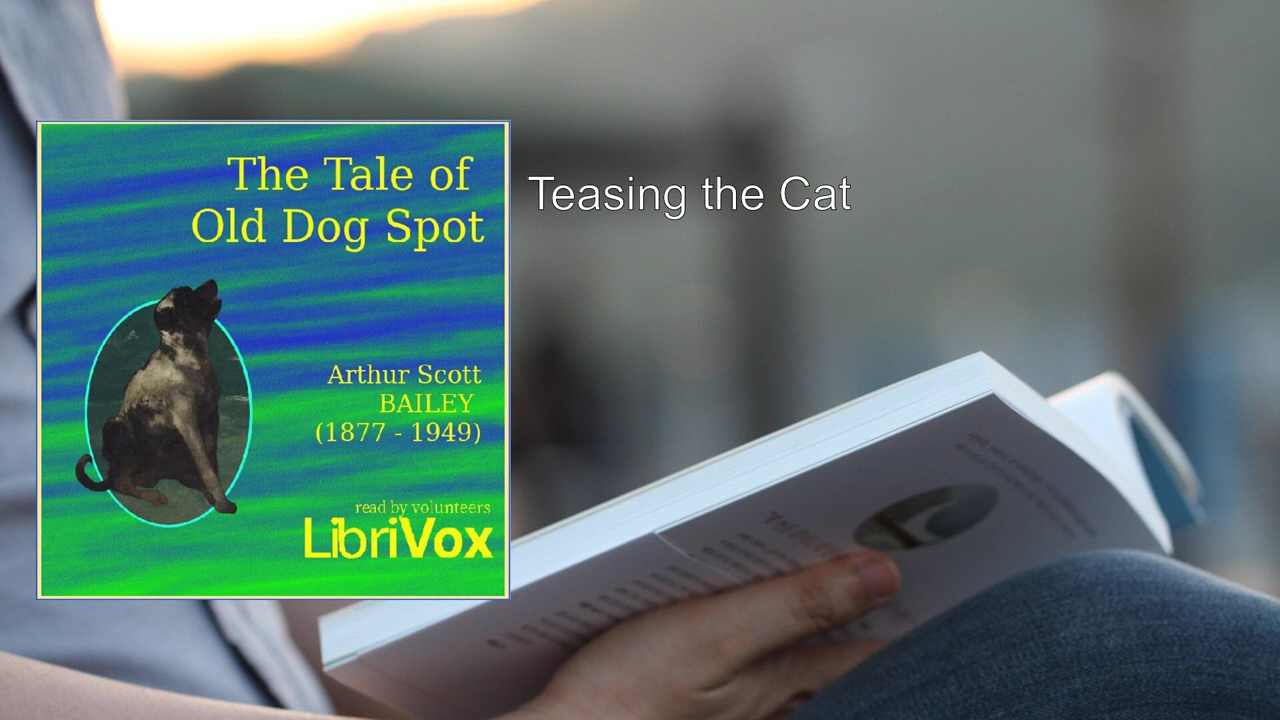 The Tale of
Old Dog Spot
Arthur Scott
BAILEY
(1877 - 1949)
read by volunteers
LibriVox
Teasing the Cat